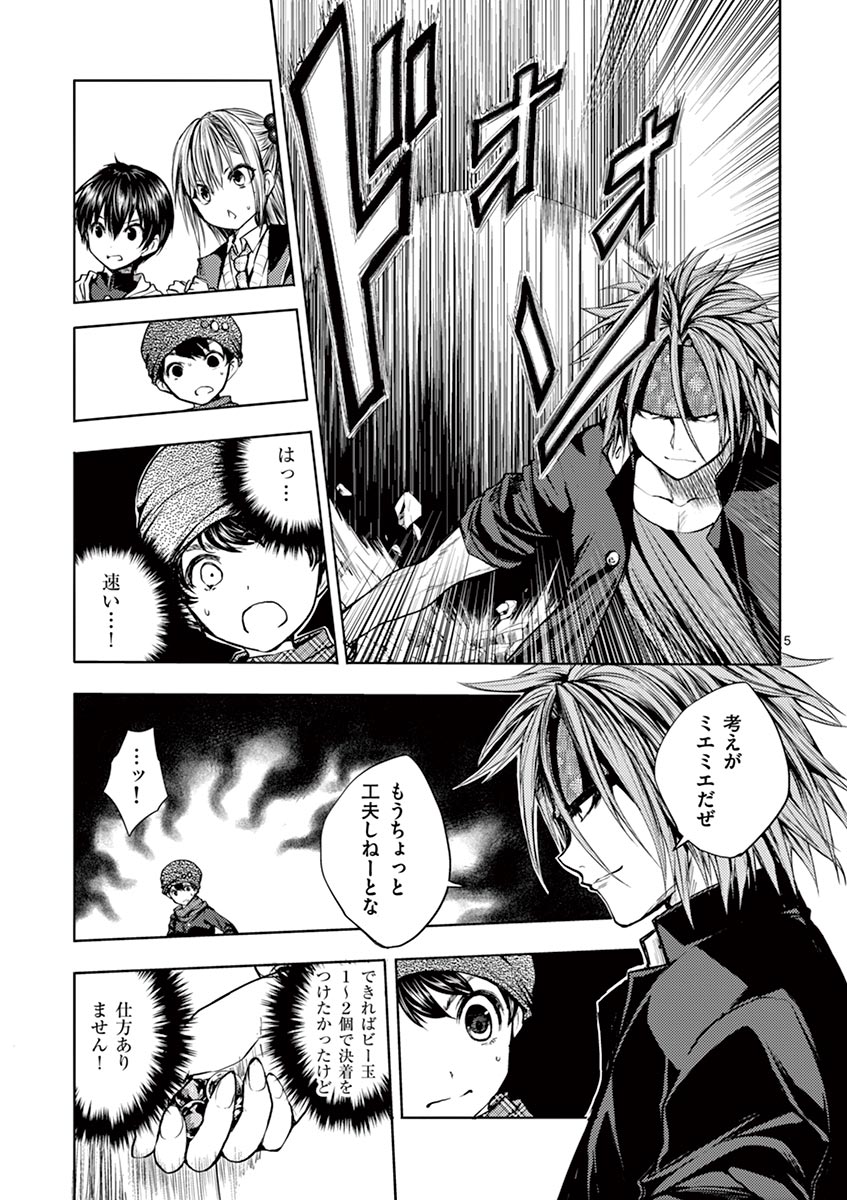 ドォォン
5
はっ…
速い…！
考えが
ミエミエだぜ
もうちょっと
工夫しねーとな
…ッ！
できればビー玉
1〜2個で決着を
つけたかったけど
仕方あり
ません！